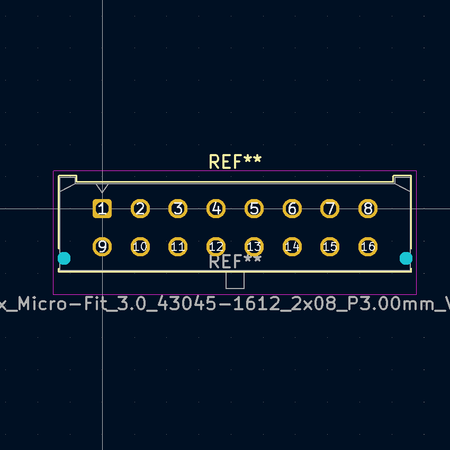 REF**
1 2 3 4 5 6 7 8
9 10 11 12 13 14 15 16
REF**
x_Micro-Fit_3.0_43045-1612_2x08_P3.00mm_V